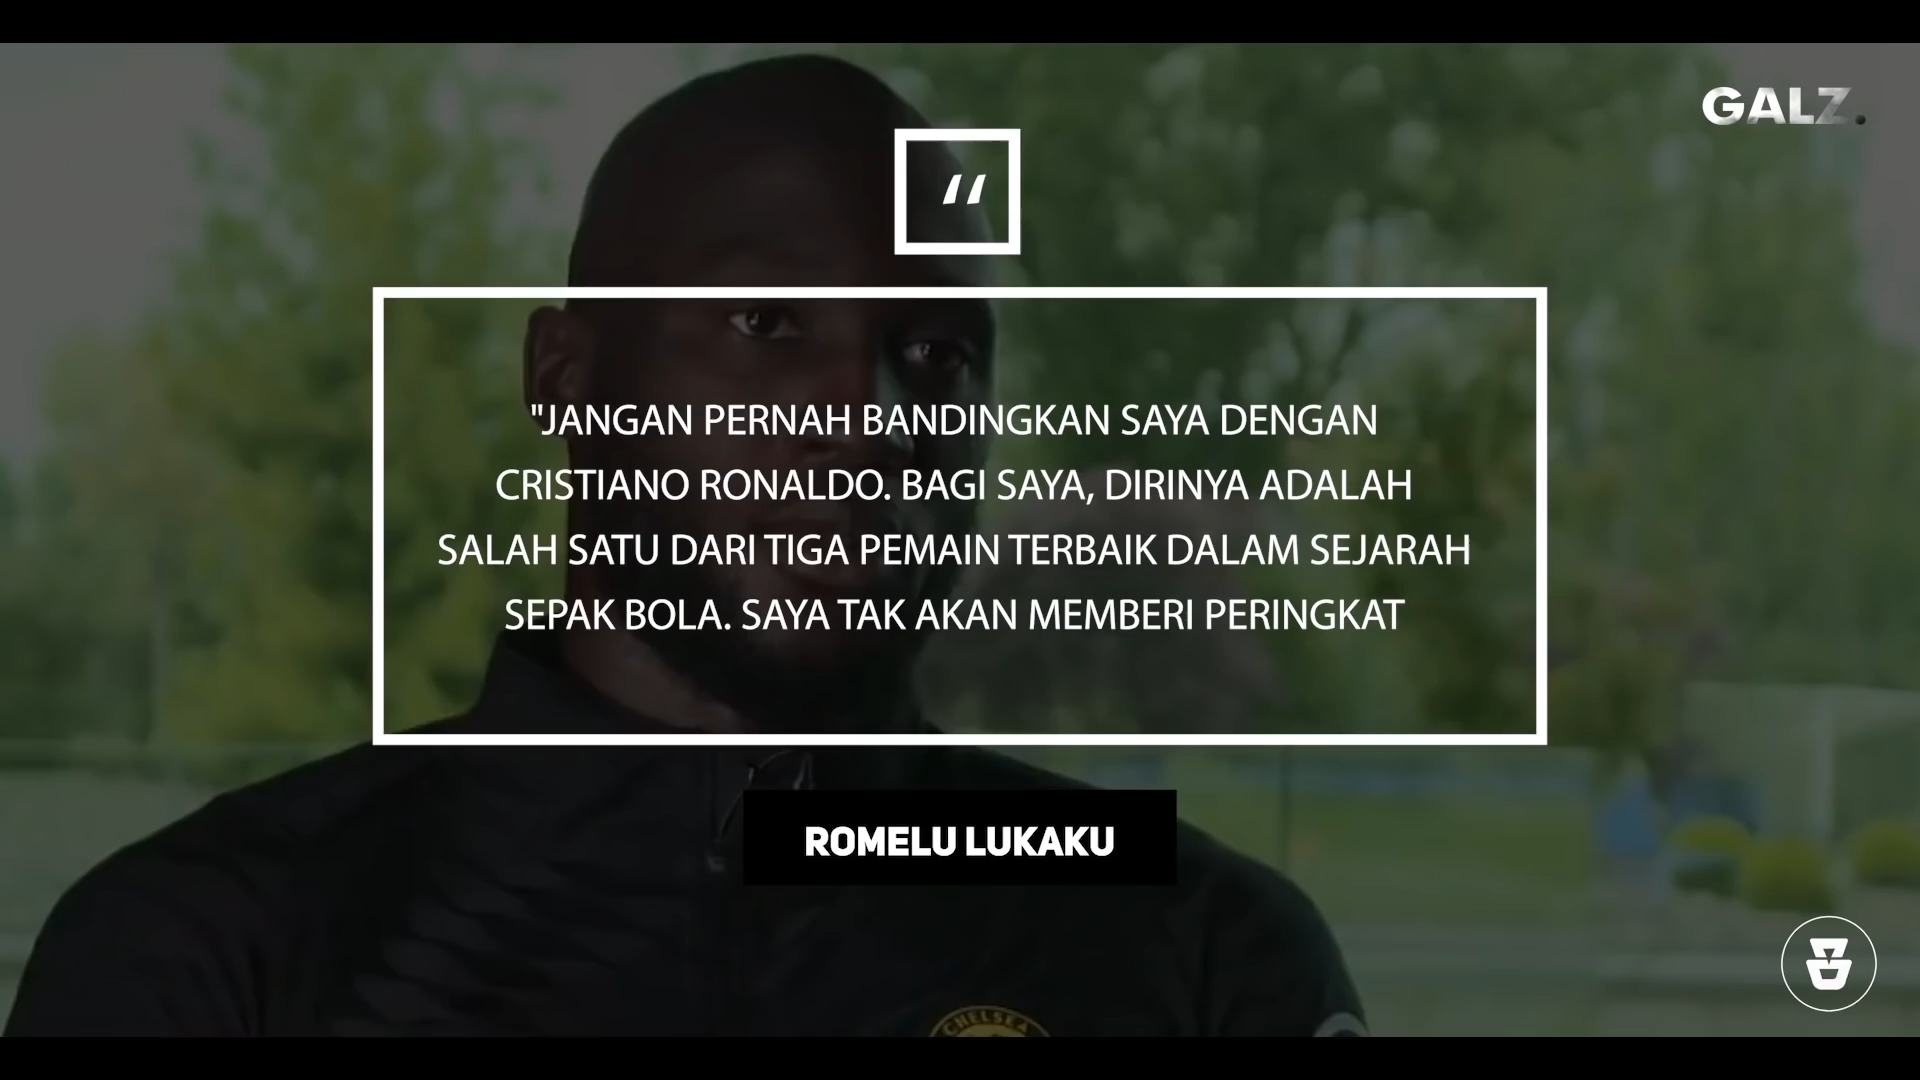 GALZ.
“
"JANGAN PERNAH BANDINGKAN SAYA DENGAN
CRISTIANO RONALDO. BAGI SAYA, DIRINYA ADALAH
SALAH SATU DARI TIGA PEMAIN TERBAIK DALAM SEJARAH
SEPAK BOLA. SAYA TAK AKAN MEMBERI PERINGKAT
ROMELU LUKAKU
CHELSEA